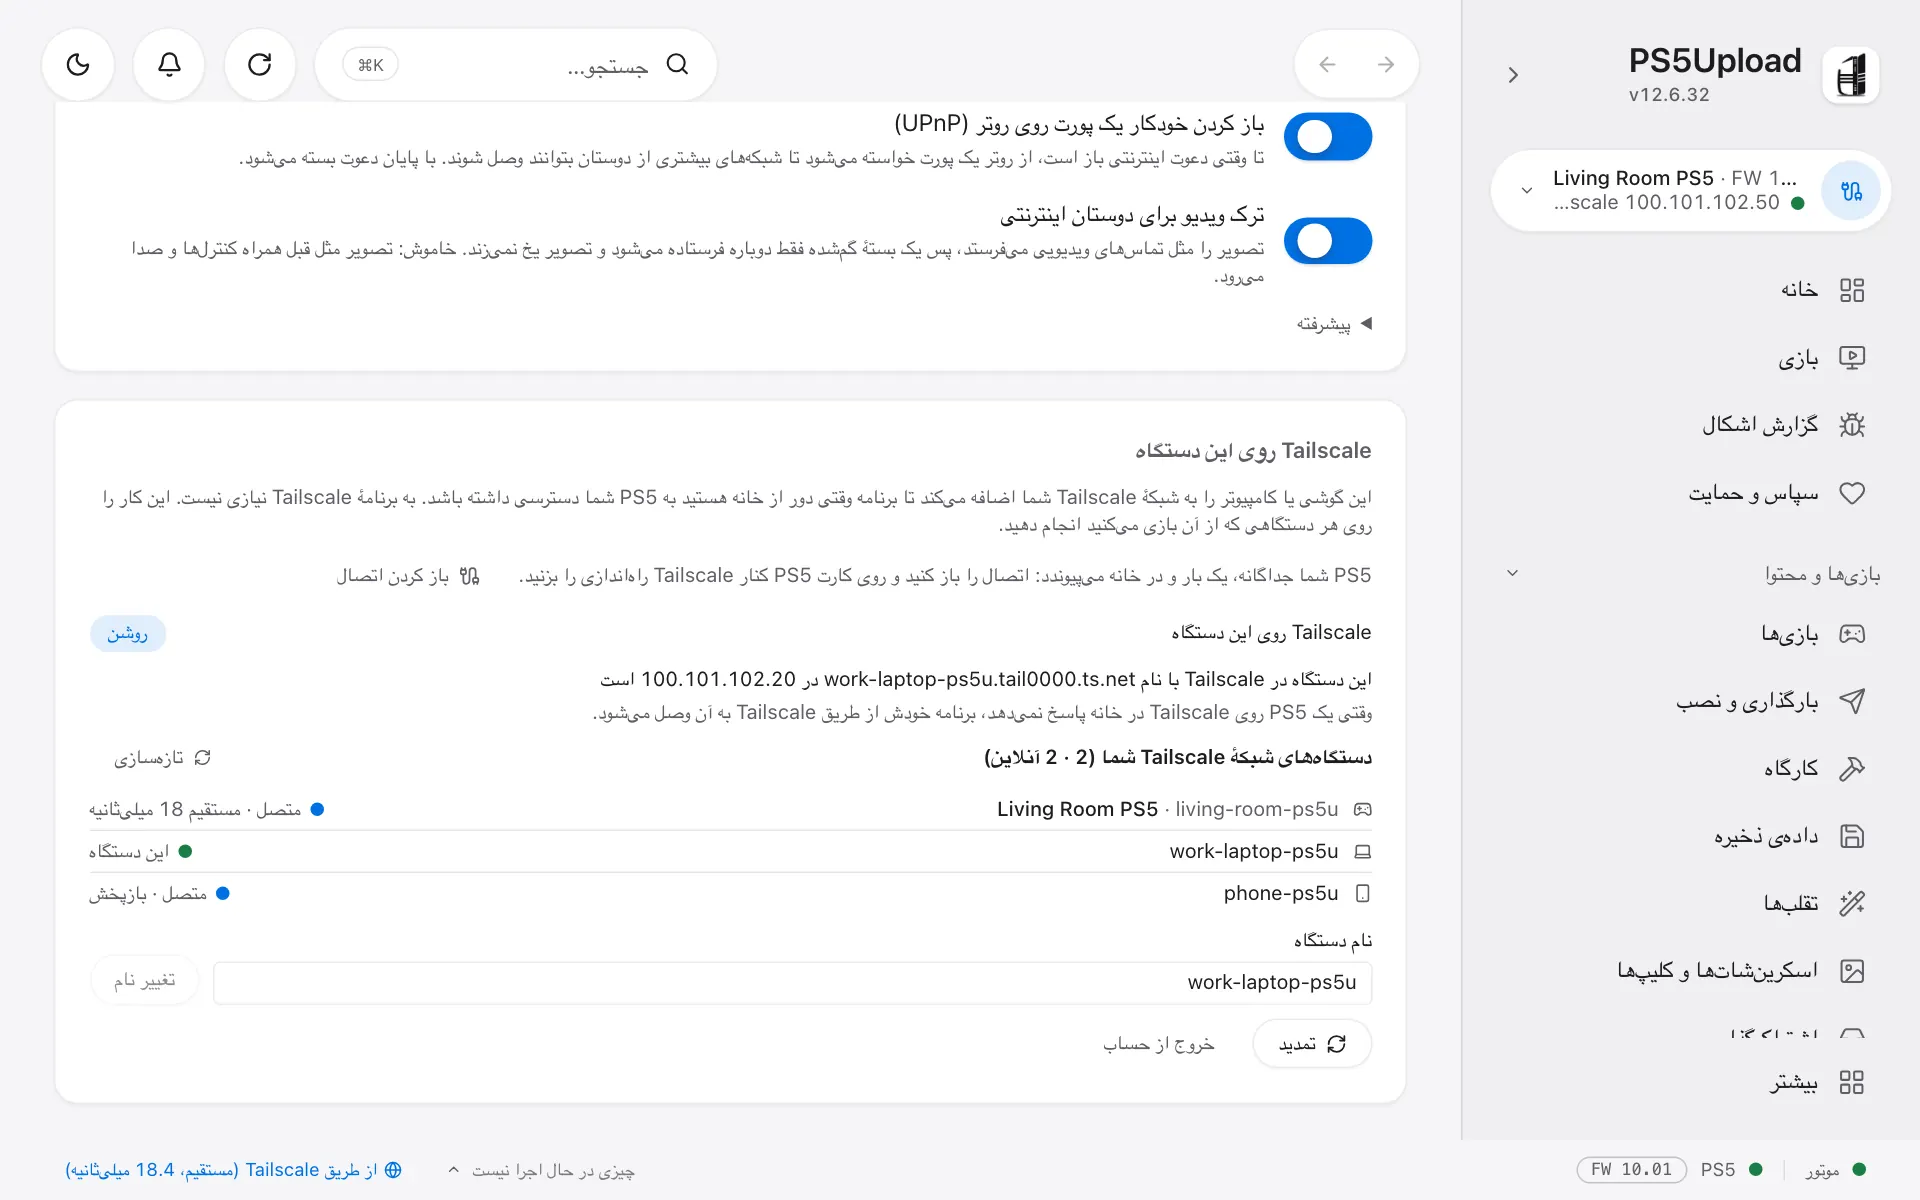 PS5Upload
v12.6.32
Living Room PS5 · FW 1...
...scale 100.101.102.50
خانه
بازی
گزارش اشکال
سپاس و حمایت
بازی‌ها و محتوا
بازی‌ها
بارگذاری و نصب
کارگاه
داده‌ی ذخیره
تقلب‌ها
اسکرین‌شات‌ها و کلیپ‌ها
بیشتر
جستجو...
⌘K
باز کردن خودکار یک پورت روی روتر (UPnP)
تا وقتی دعوت اینترنتی باز است، از روتر یک پورت خواسته می‌شود تا شبکه‌های بیشتری از دوستان بتوانند وصل شوند. با پایان دعوت بسته می‌شود.
ترک ویدیو برای دوستان اینترنتی
تصویر را مثل تماس‌های ویدیویی می‌فرستد، پس یک بستهٔ گم‌شده فقط دوباره فرستاده می‌شود و تصویر یخ نمی‌زند. خاموش: تصویر مثل قبل همراه کنترل‌ها و صدا
می‌رود.
پیشرفته
Tailscale روی این دستگاه
این گوشی یا کامپیوتر را به شبکهٔ Tailscale شما اضافه می‌کند تا برنامه وقتی دور از خانه هستید به PS5 شما دسترسی داشته باشد. به برنامهٔ Tailscale نیازی نیست. این کار را
روی هر دستگاهی که از آن بازی می‌کنید انجام دهید.
PS5 شما جداگانه، یک بار و در خانه می‌پیوندد: اتصال را باز کنید و روی کارت PS5 کنار Tailscale راه‌اندازی را بزنید.
باز کردن اتصال
Tailscale روی این دستگاه
روشن
این دستگاه در Tailscale با نام work-laptop-ps5u.tail0000.ts.net در 100.101.102.20 است
وقتی یک PS5 روی Tailscale در خانه پاسخ نمی‌دهد، برنامه خودش از طریق Tailscale به آن وصل می‌شود.
دستگاه‌های شبکهٔ Tailscale شما (2 · 2 آنلاین)
تازه‌سازی
Living Room PS5 · living-room-ps5u
متصل · مستقیم 18 میلی‌ثانیه
work-laptop-ps5u
این دستگاه
phone-ps5u
متصل · بازپخش
نام دستگاه
work-laptop-ps5u
تغییر نام
تمدید
خروج از حساب
موتور
PS5
FW 10.01
چیزی در حال اجرا نیست
از طریق Tailscale (مستقیم، 18.4 میلی‌ثانیه)